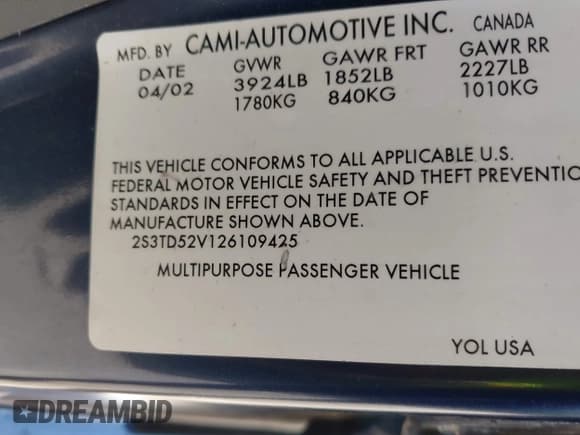 MFD. BY CAMI-AUTOMOTIVE INC. CANADA
DATE GVWR GAWR FRT GAWR RR
04/02 3924LB 1852LB 2227LB
1780KG 840KG 1010KG
THIS VEHICLE CONFORMS TO ALL APPLICABLE U.S.
FEDERAL MOTOR VEHICLE SAFETY AND THEFT PREVENTIO
STANDARDS IN EFFECT ON THE DATE OF
MANUFACTURE SHOWN ABOVE.
2S3TD52V126109425
MULTIPURPOSE PASSENGER VEHICLE
YOL USA
DREAMBID